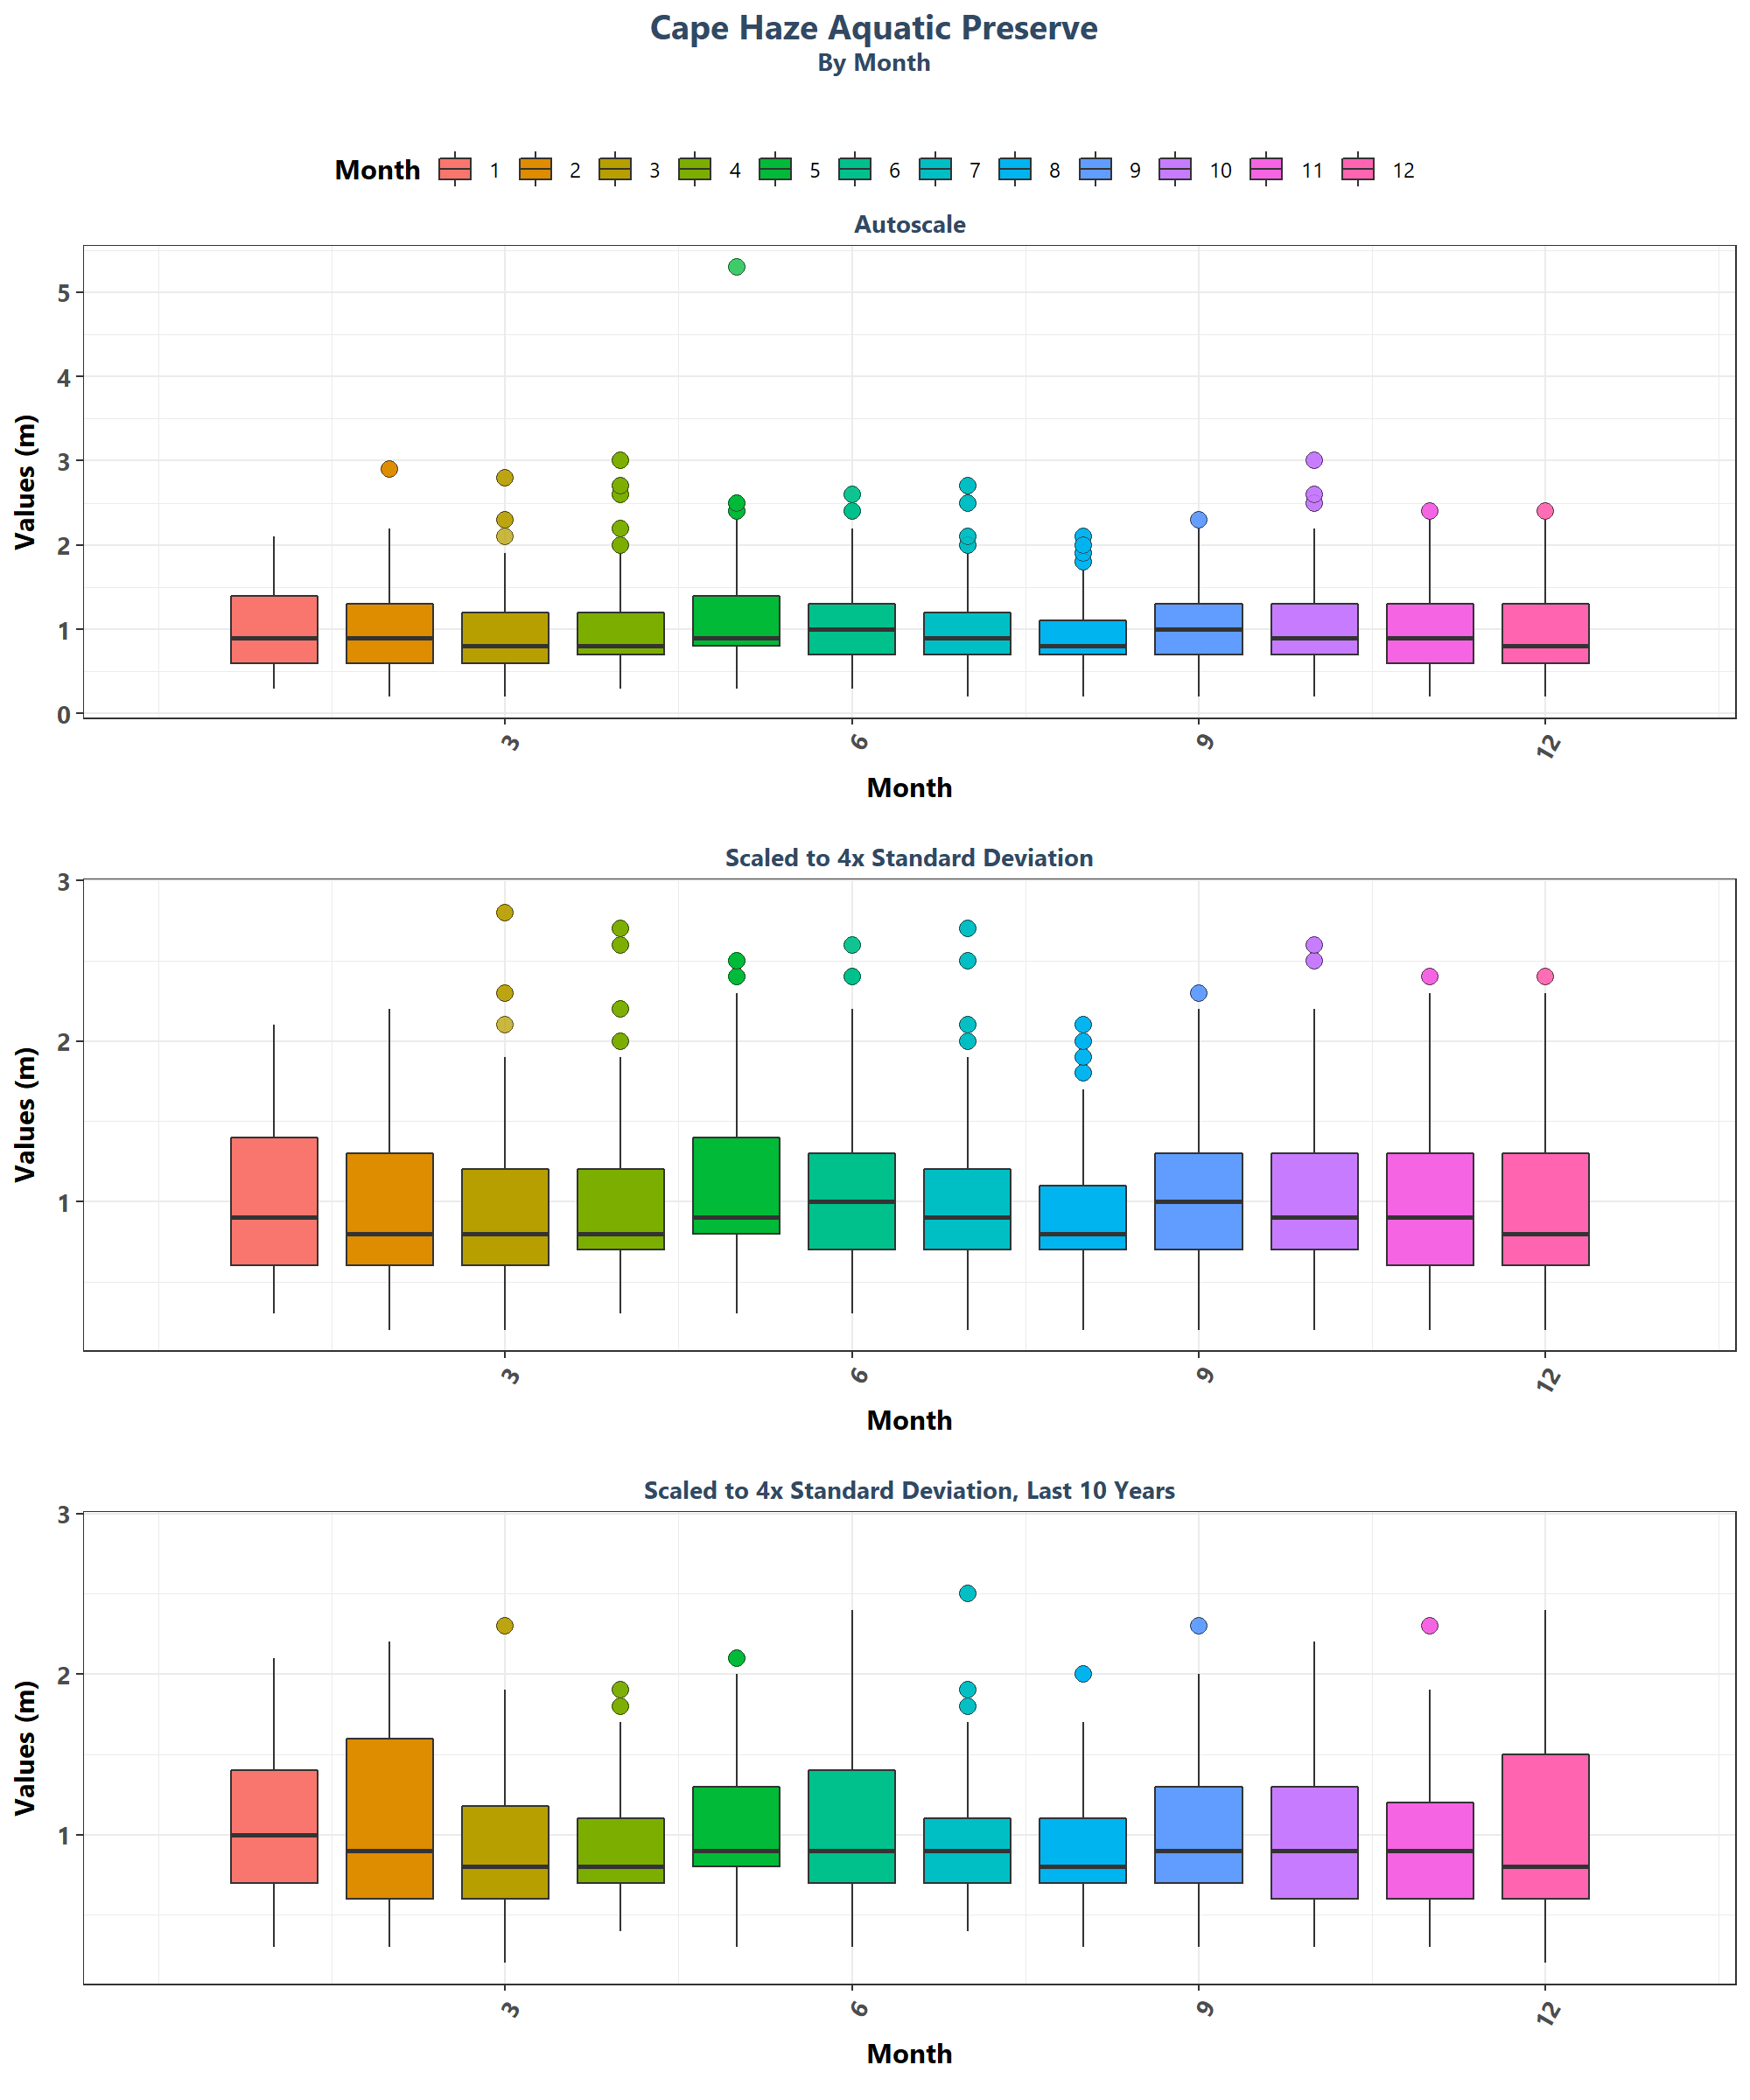 Cape Haze Aquatic Preserve
By Month
Month 1 2 3 4 5 6 7 8 9 10 11 12
Autoscale
Values (m)
5
4
3
2
1
0
3 6 9 12
Month
Scaled to 4x Standard Deviation
Values (m)
3
2
1
3 6 9 12
Month
Scaled to 4x Standard Deviation, Last 10 Years
Values (m)
3
2
1
3 6 9 12
Month